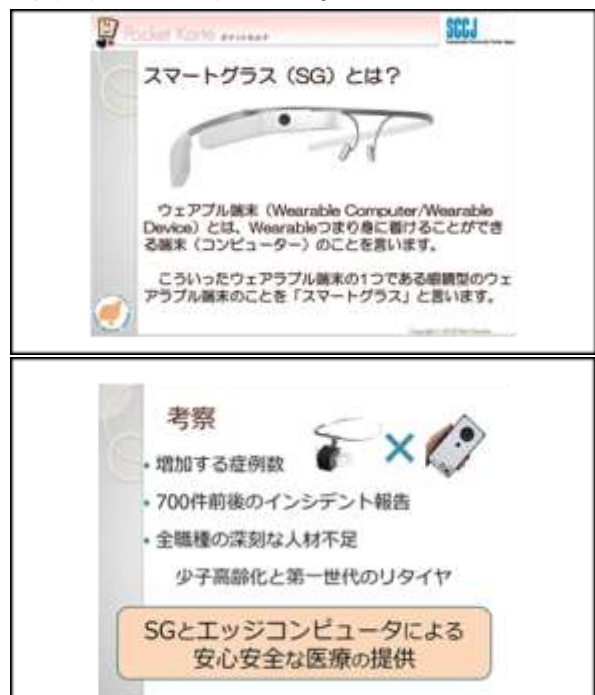 Pocket Karte
SCCJ
スマートグラス（SG）とは？
ウェアブル端末（Wearable Computer/Wearable
Device）とは、Wearableつまり身に着けることができ
る端末（コンピューター）のことを言います。
こういったウェアラブル端末の1つである眼鏡型のウェ
アラブル端末のことを「スマートグラス」と言います。
考察
・増加する症例数
・700件前後のインシデント報告
・全職種の深刻な人材不足
少子高齢化と第一世代のリタイヤ
SGとエッジコンピュータによる
安心安全な医療の提供